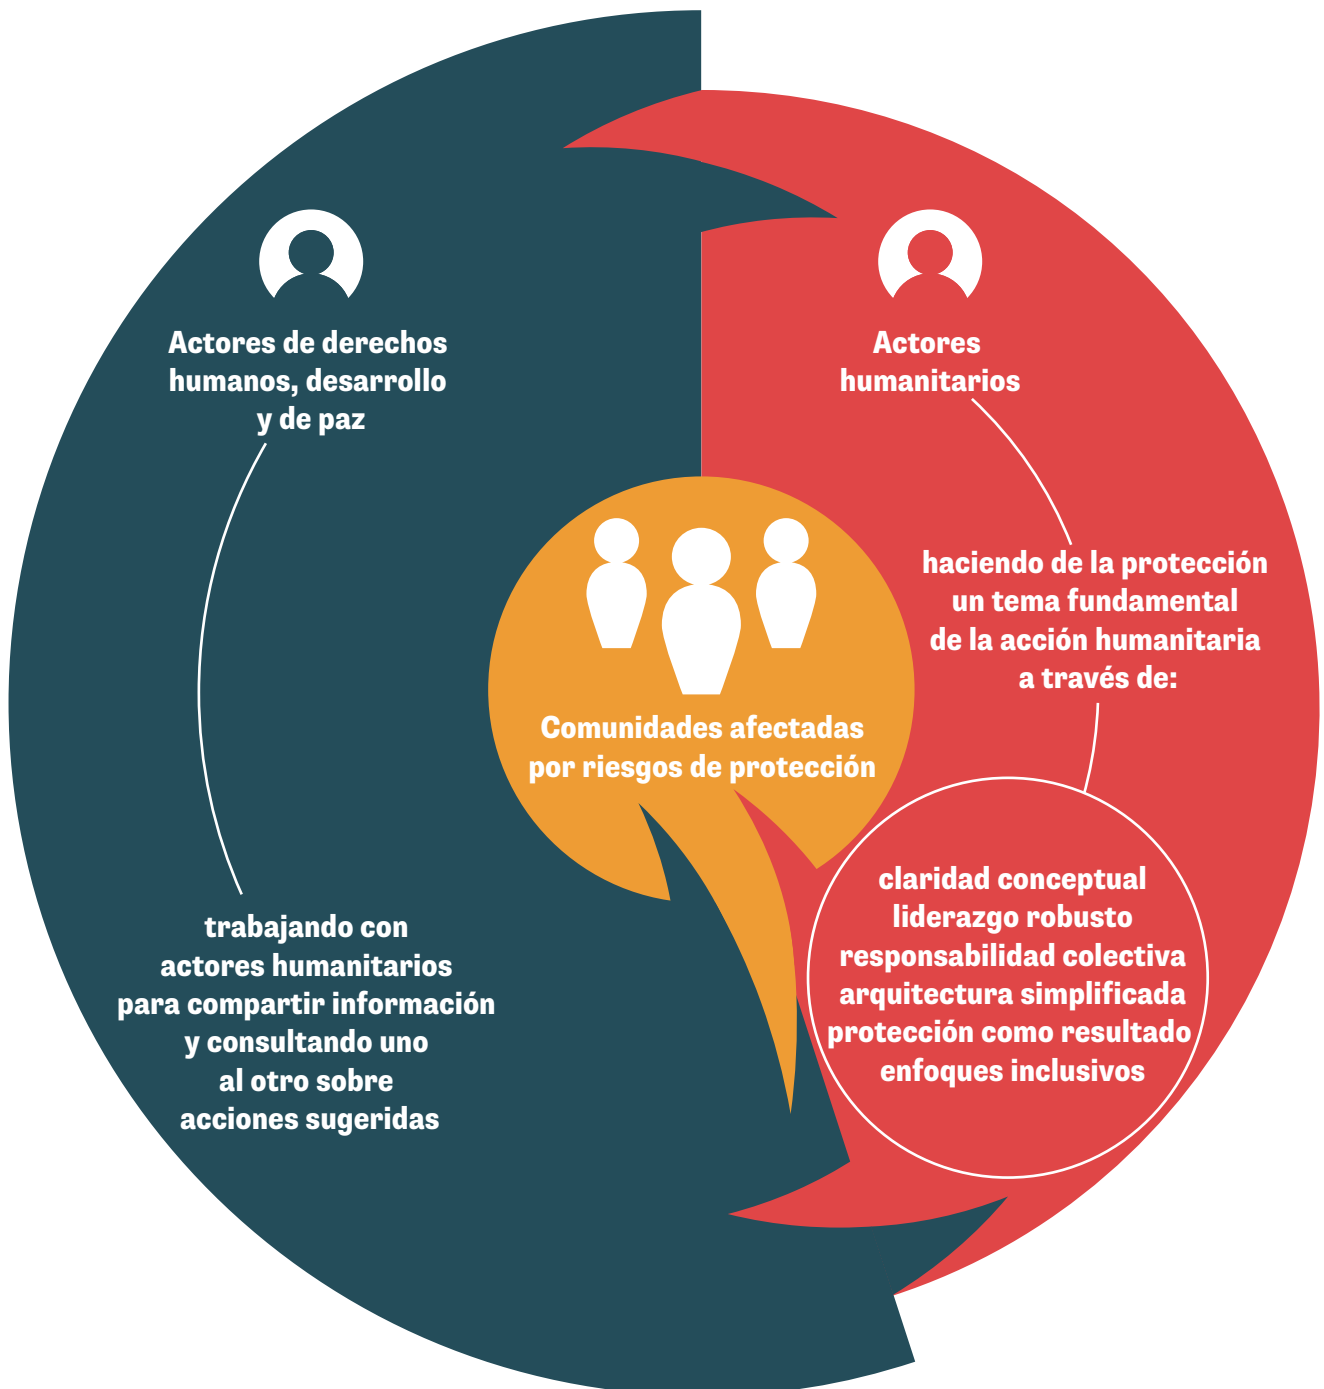 Actores de derechos
humanos, desarrollo
y de paz
trabajando con
actores humanitarios
para compartir información
y consultando uno
al otro sobre
acciones sugeridas
Comunidades afectadas
por riesgos de protección
Actores
humanitarios
haciendo de la protección
un tema fundamental
de la acción humanitaria
a través de:
claridad conceptual
liderazgo robusto
responsabilidad colectiva
arquitectura simplificada
protección como resultado
enfoques inclusivos